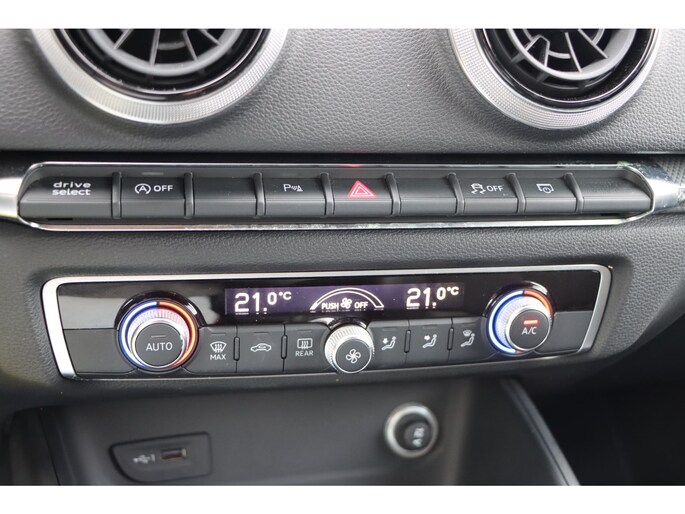 drive
select
A OFF
P
OFF
21.0°C
PUSH OFF
21.0°C
AUTO
MAX
REAR
A/C